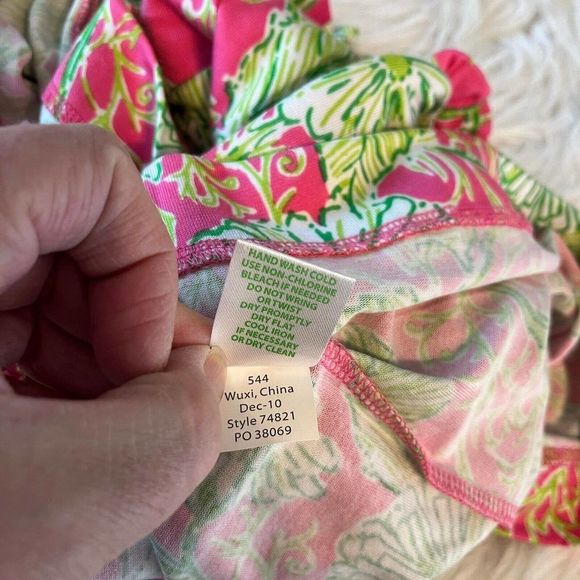 HAND WASH COLD
USE NON-CHLORINE
BLEACH IF NEEDED
DO NOT WRING
OR TWIST
DRY PROMPTLY
DRY FLAT
COOL IRON
IF NECESSARY
OR DRY CLEAN
544
Wuxi, China
Dec-10
Style 74821
PO 38069